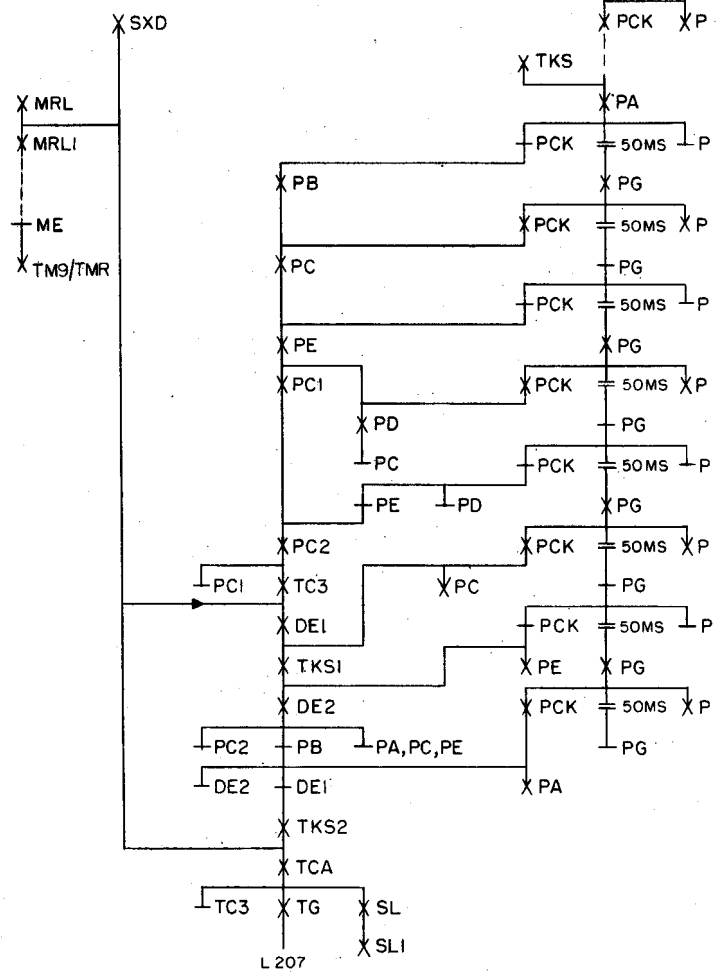 SXD PCK P
TKS
MRL PA
MRL1 PCK 50MS P
PB PG
ME PCK 50MS P
TM9/TMR PC PG
PCK 50MS P
PE PG
PC1 PCK 50MS P
PD PG
PC PCK 50MS P
PE PD PG
PC2 PCK 50MS P
PC1 TC3 PC PG
DE1 PCK 50MS P
TKS1 PE PG
DE2 PCK 50MS P
PC2 PB PA,PC,PE PG
DE2 DE1 PA
TKS2
TCA
TC3 TG SL
SL1
L 207